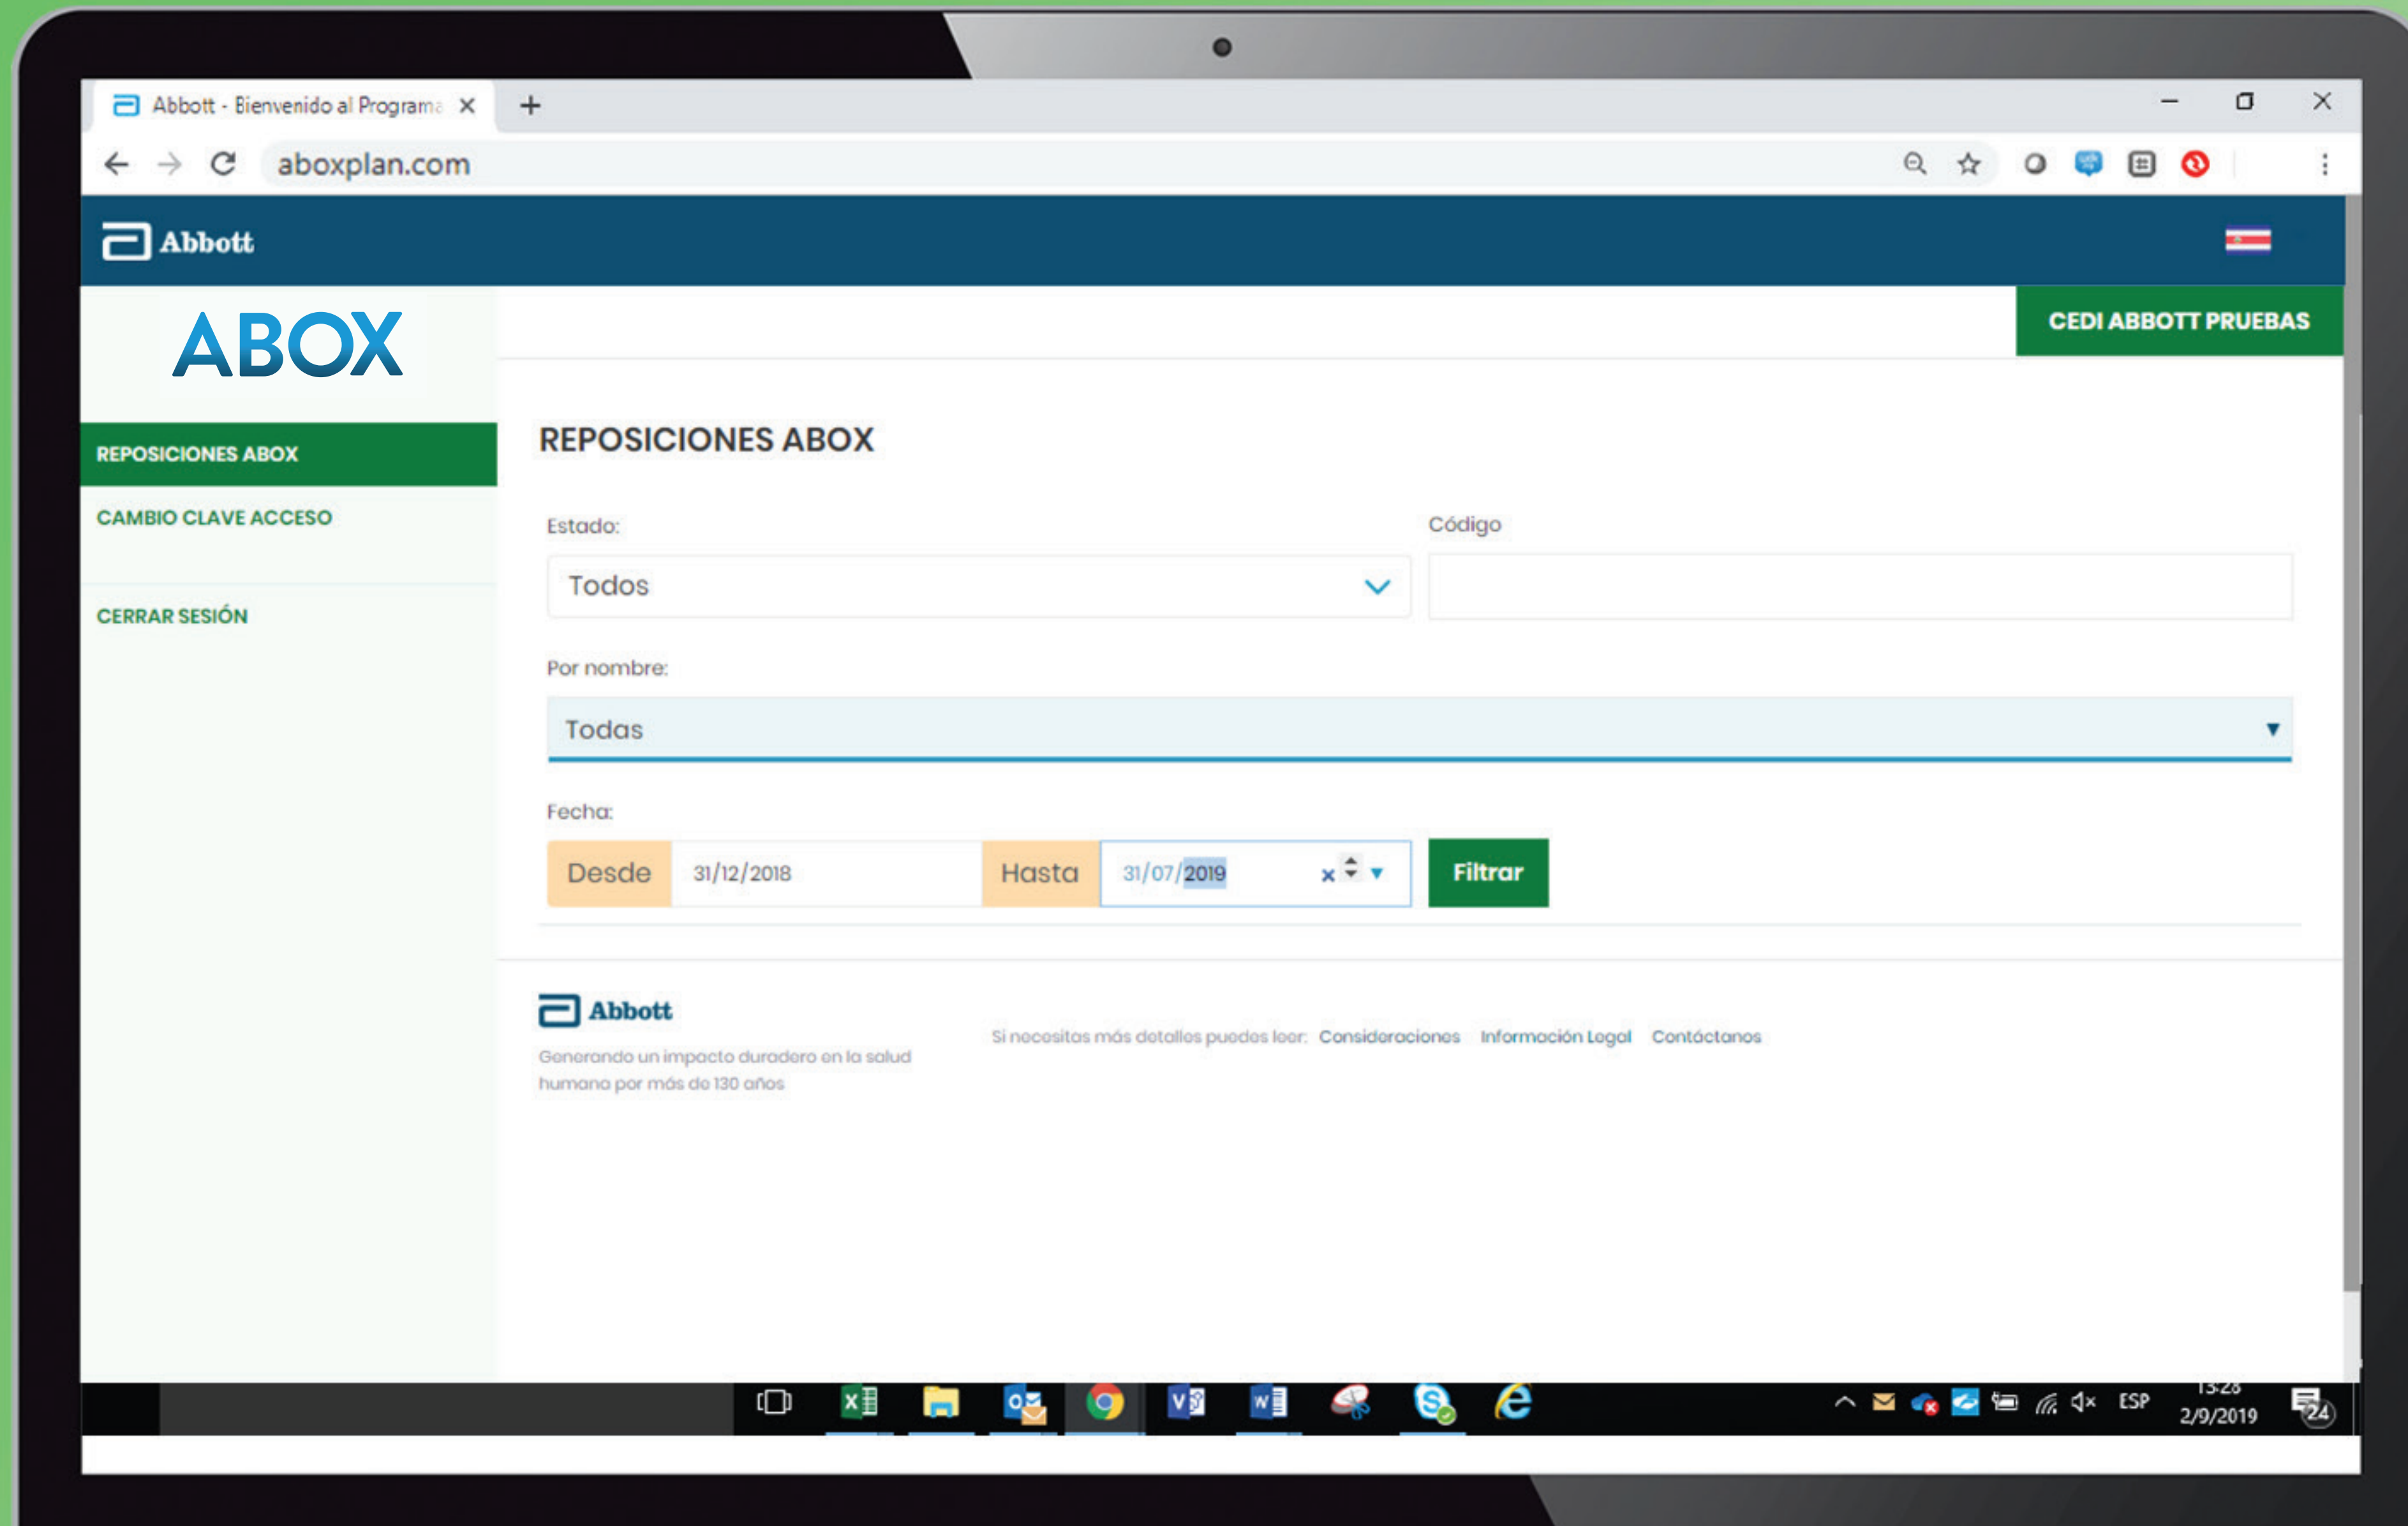 Abbott - Bienvenido al Programa
aboxplan.com
Abbott
ABOX
CEDI ABBOTT PRUEBAS
REPOSICIONES ABOX
CAMBIO CLAVE ACCESO
CERRAR SESIÓN
REPOSICIONES ABOX
Estado:
Código
Todos
Por nombre:
Todas
Fecha:
Desde 31/12/2018 Hasta 31/07/2019 Filtrar
Abbott
Generando un impacto duradero en la salud
humana por más de 130 años
Si necesitas más detalles puedes leer: Consideraciones Información Legal Contáctanos
ESP
13:28
2/9/2019
24